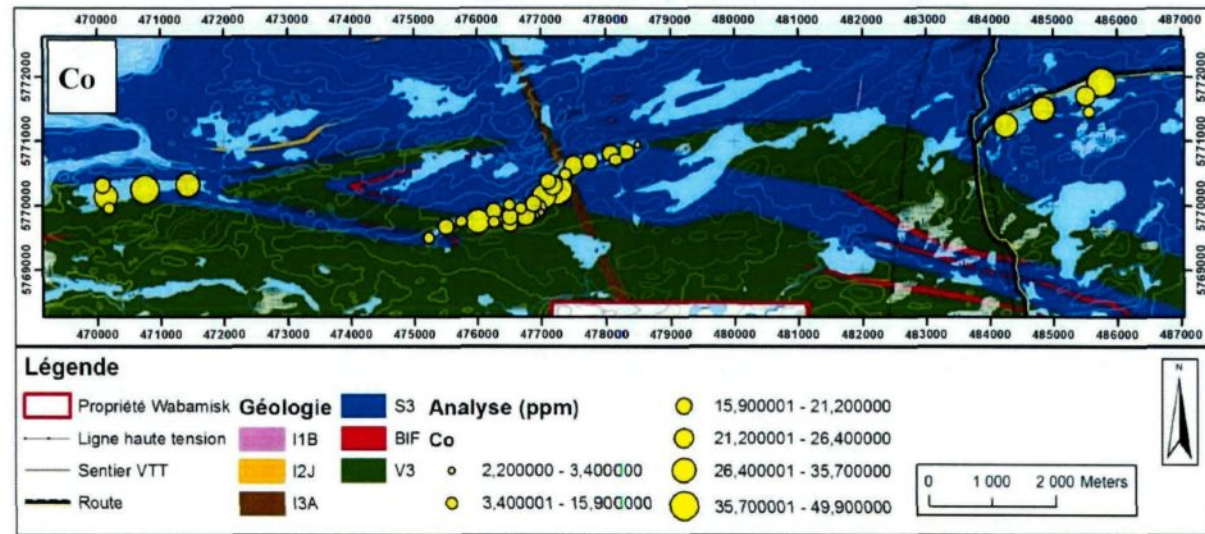 470000 471000 472000 473000 474000 475000 476000 477000 478000 479000 480000 481000 482000 483000 484000 485000 486000 487000
Co
5772000 5772000
5771000 5771000
5770000 5770000
5769000 5769000
470000 471000 472000 473000 474000 475000 476000 477000 478000 479000 480000 481000 482000 483000 484000 485000 486000 487000
Légende
Propriété Wabamisk
Ligne haute tension
Sentier VTT
Route
Géologie
I1B
I2J
I3A
S3
BIF
V3
Analyse (ppm)
Co
2,200000 - 3,400000
3,400001 - 15,900000
15,900001 - 21,200000
21,200001 - 26,400000
26,400001 - 35,700000
35,700001 - 49,900000
0 1 000 2 000 Meters
N